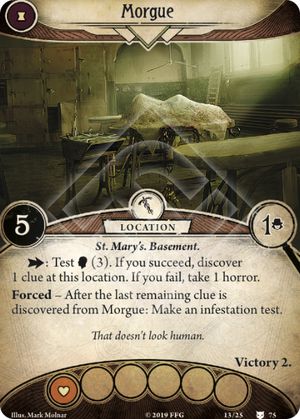 Morgue
5
LOCATION
1
St. Mary's. Basement.
: Test (3). If you succeed, discover
1 clue at this location. If you fail, take 1 horror.
Forced – After the last remaining clue is
discovered from Morgue: Make an infestation test.
That doesn't look human.
Victory 2.
Illus. Mark Molnar
© 2019 FFG
13/25
75